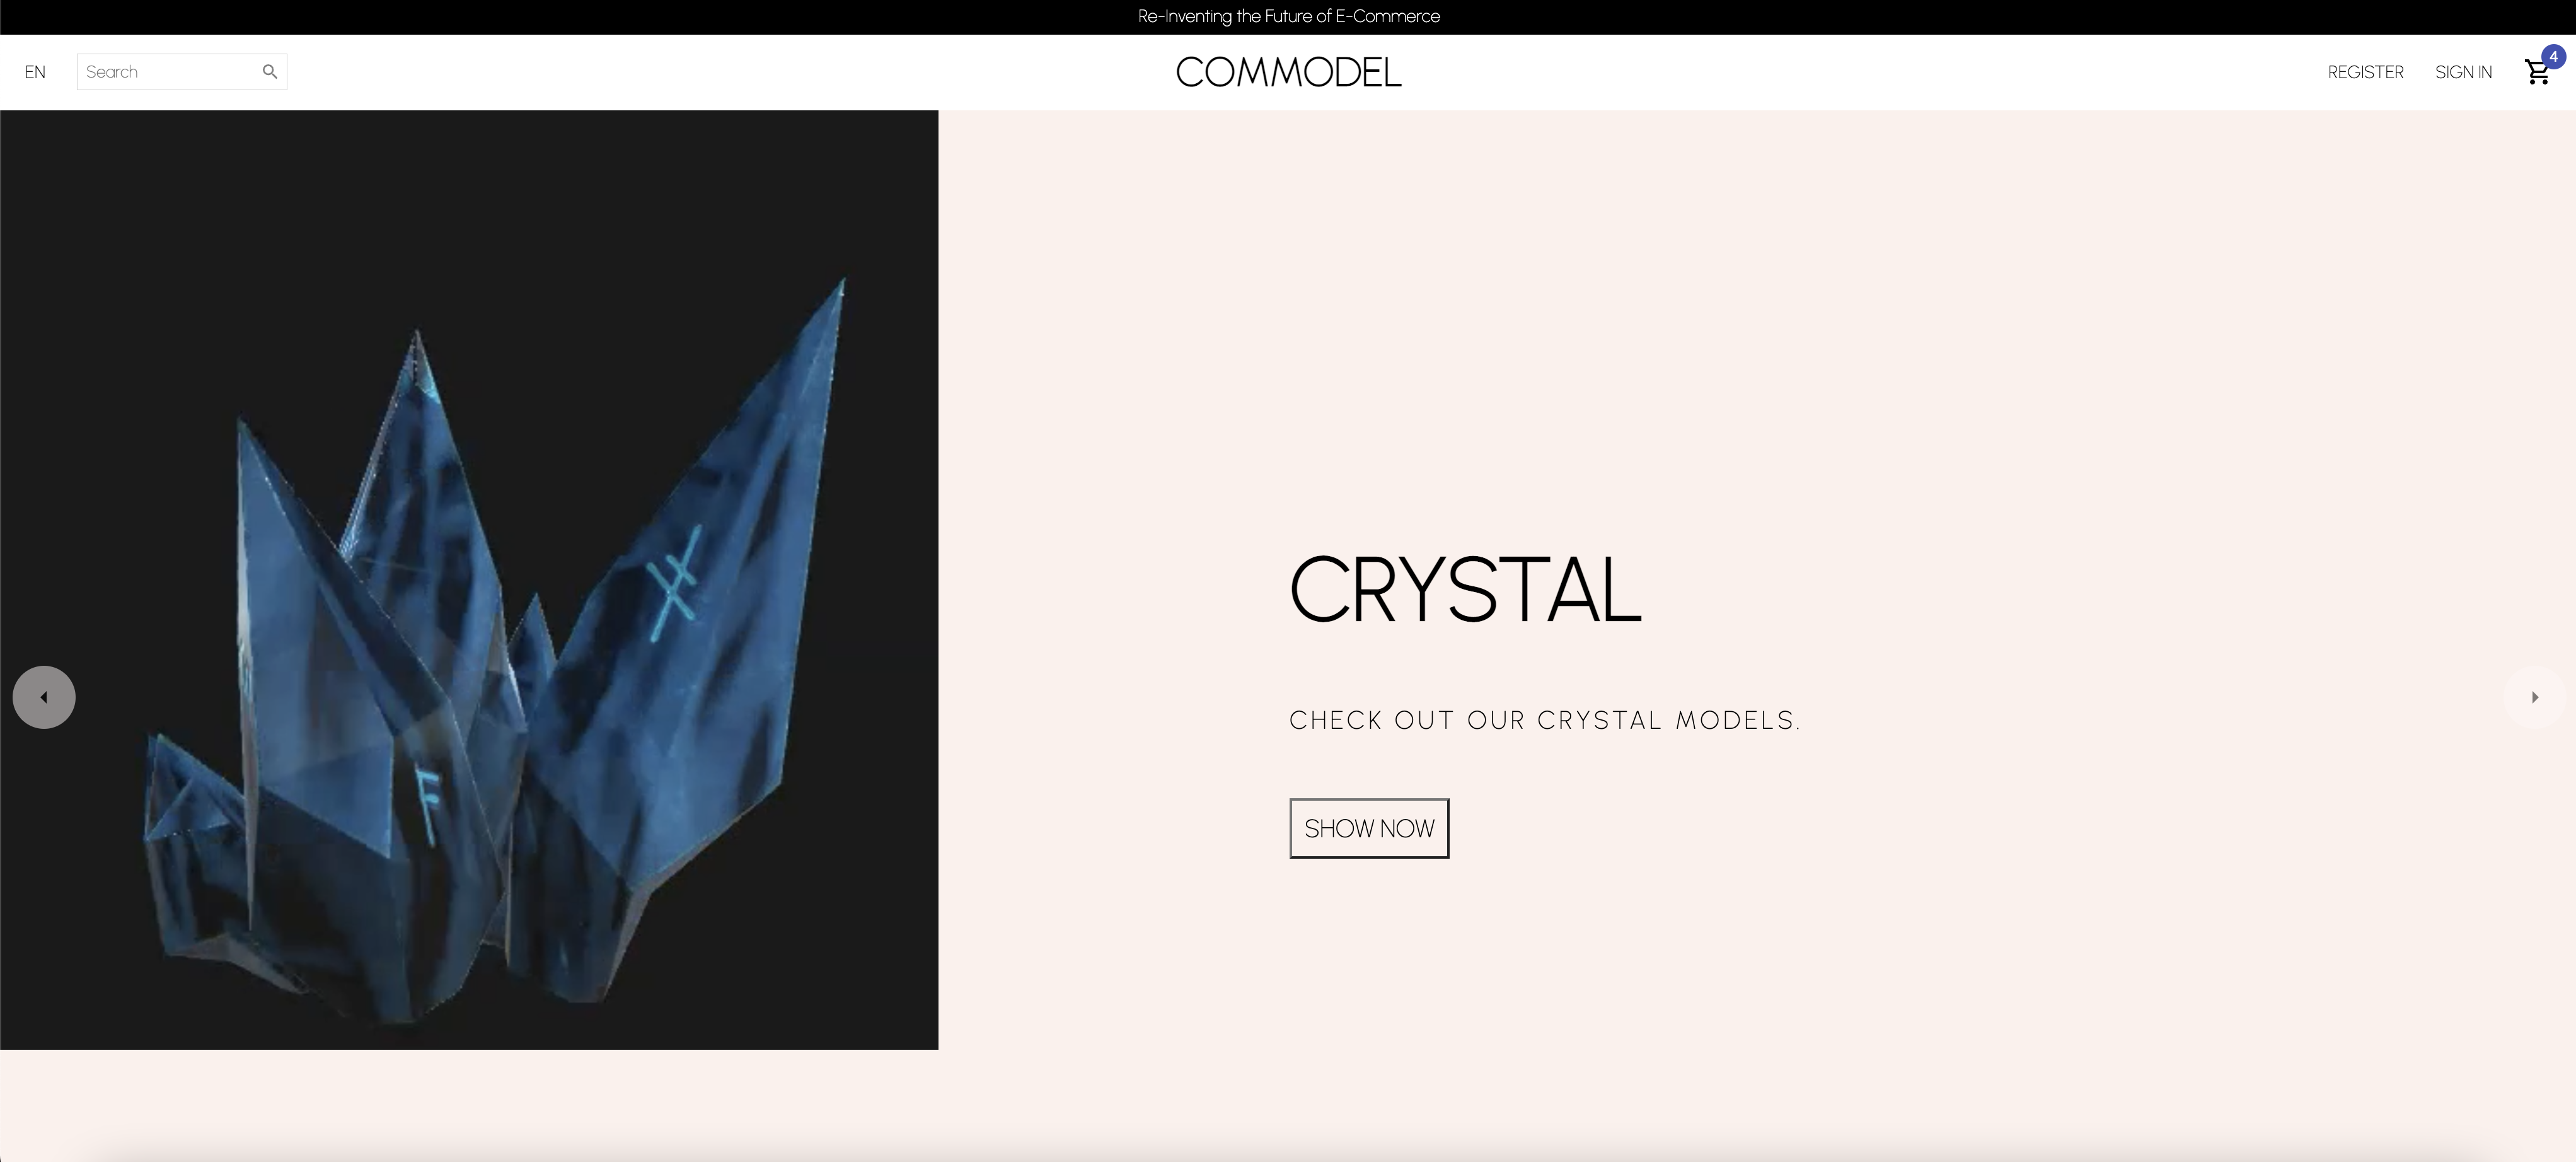 Re-Inventing the Future of E-Commerce
EN
Search
COMMODEL
REGISTER
SIGN IN
4
CRYSTAL
CHECK OUT OUR CRYSTAL MODELS.
SHOW NOW